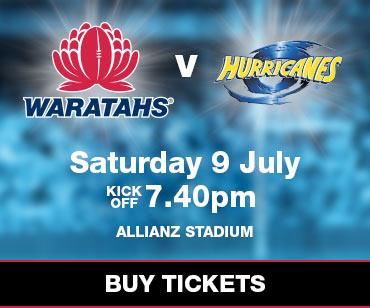 WARATAHS®
V
HURRICANES
Saturday 9 July
KICK OFF 7.40pm
ALLIANZ STADIUM
BUY TICKETS